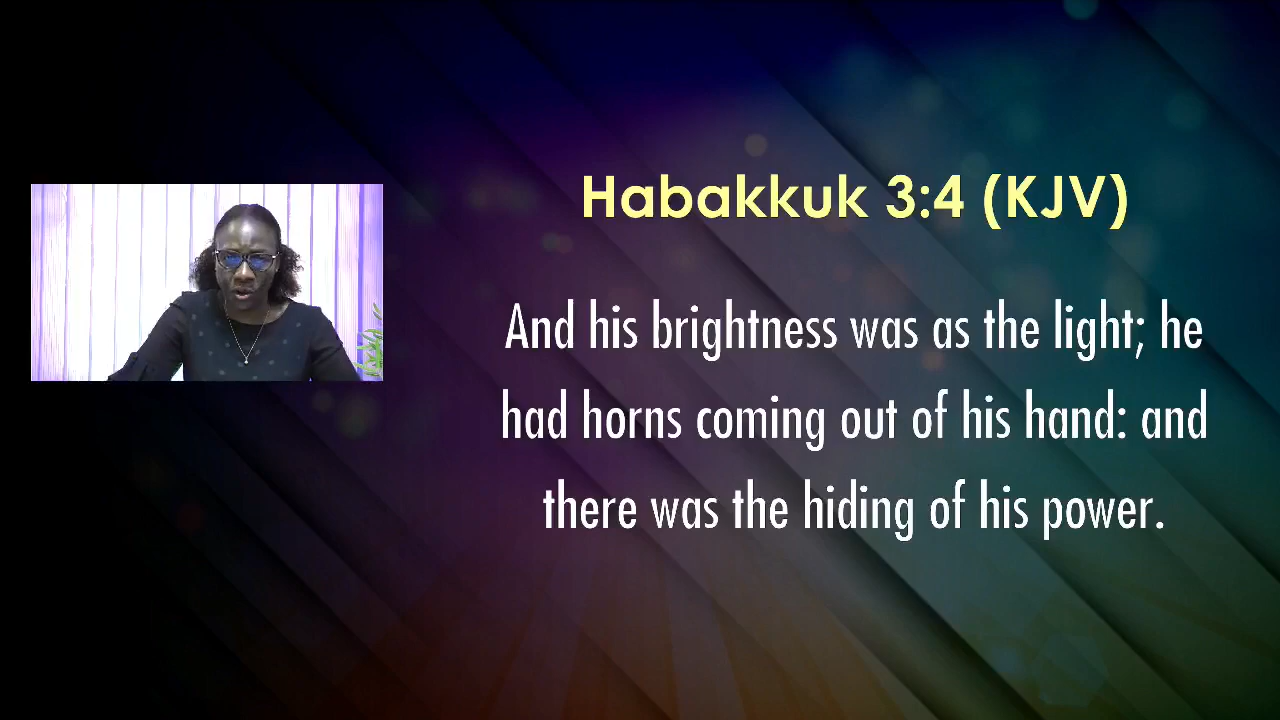 Habakkuk 3:4 (KJV)
And his brightness was as the light; he
had horns coming out of his hand: and
there was the hiding of his power.